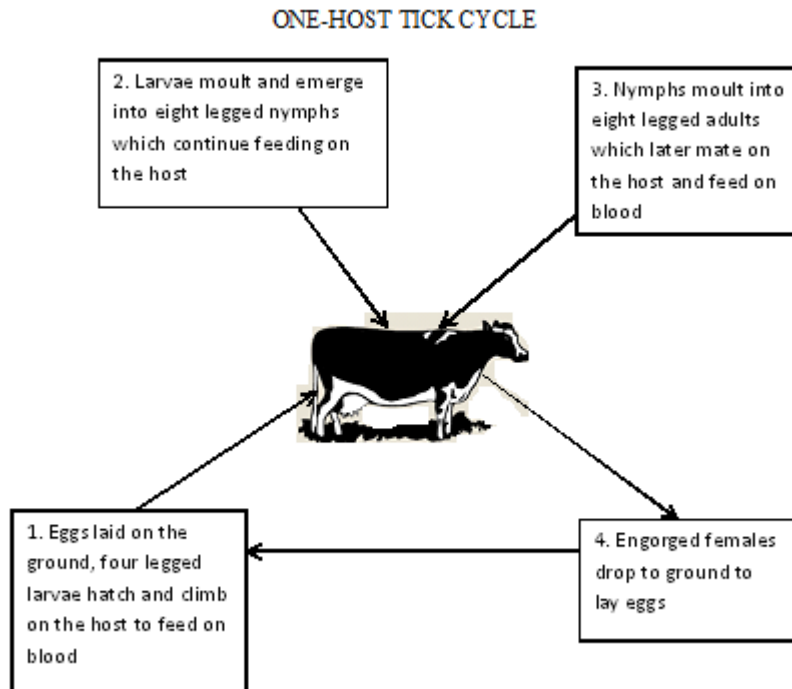 ONE-HOST TICK CYCLE
2. Larvae moult and emerge
into eight legged nymphs
which continue feeding on
the host
3. Nymphs moult into
eight legged adults
which later mate on
the host and feed on
blood
1. Eggs laid on the
ground, four legged
larvae hatch and climb
on the host to feed on
blood
4. Engorged females
drop to ground to
lay eggs